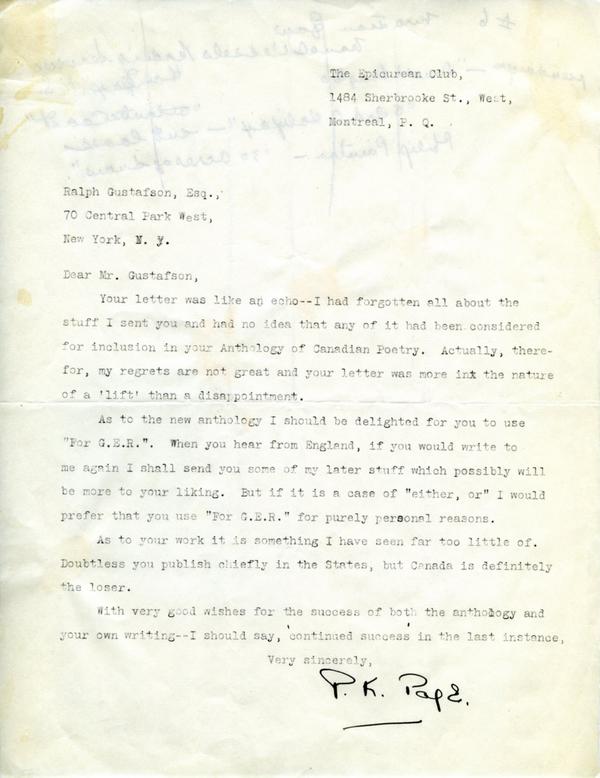 The Epicurean Club,
1484 Sherbrooke St., West,
Montreal, P. Q.
Ralph Gustafson, Esq.,
70 Central Park West,
New York, N. Y.
Dear Mr. Gustafson,
Your letter was like an echo--I had forgotten all about the
stuff I sent you and had no idea that any of it had been considered
for inclusion in your Anthology of Canadian Poetry. Actually, there-
for, my regrets are not great and your letter was more inx the nature
of a 'lift' than a disappointment.
As to the new anthology I should be delighted for you to use
"For G.E.R.". When you hear from England, if you would write to
me again I shall send you some of my later stuff which possibly will
be more to your liking. But if it is a case of "either, or" I would
prefer that you use "For G.E.R." for purely personal reasons.
As to your work it is something I have seen far too little of.
Doubtless you publish chiefly in the States, but Canada is definitely
the loser.
With very good wishes for the success of both the anthology and
your own writing--I should say, 'continued success' in the last instance,
Very sincerely,
P. K. Page.